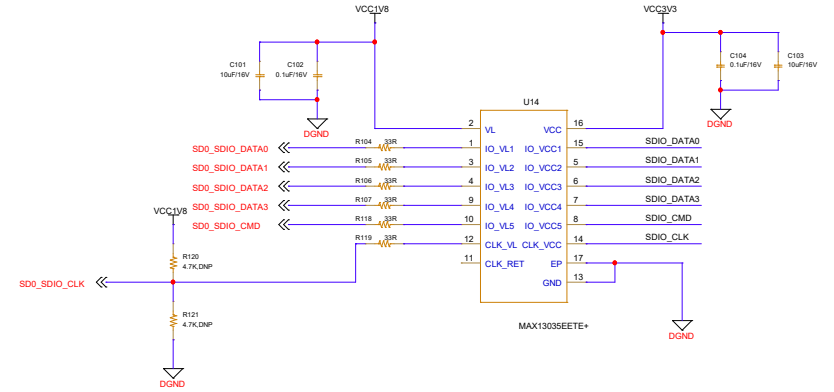 VCC1V8
VCC3V3
C101
10uF/16V
C102
0.1uF/16V
C104
0.1uF/16V
C103
10uF/16V
DGND
DGND
U14
2 VL VCC 16
SD0_SDIO_DATA0 R104 33R 1 IO_VL1 IO_VCC1 15 SDIO_DATA0
SD0_SDIO_DATA1 R105 33R 3 IO_VL2 IO_VCC2 5 SDIO_DATA1
SD0_SDIO_DATA2 R106 33R 4 IO_VL3 IO_VCC3 6 SDIO_DATA2
SD0_SDIO_DATA3 R107 33R 9 IO_VL4 IO_VCC4 7 SDIO_DATA3
SD0_SDIO_CMD R118 33R 10 IO_VL5 IO_VCC5 8 SDIO_CMD
R119 33R 12 CLK_VL CLK_VCC 14 SDIO_CLK
11 CLK_RET EP 17
GND 13
VCC1V8
R120
4.7K,DNP
SD0_SDIO_CLK
R121
4.7K,DNP
MAX13035EETE+
DGND
DGND